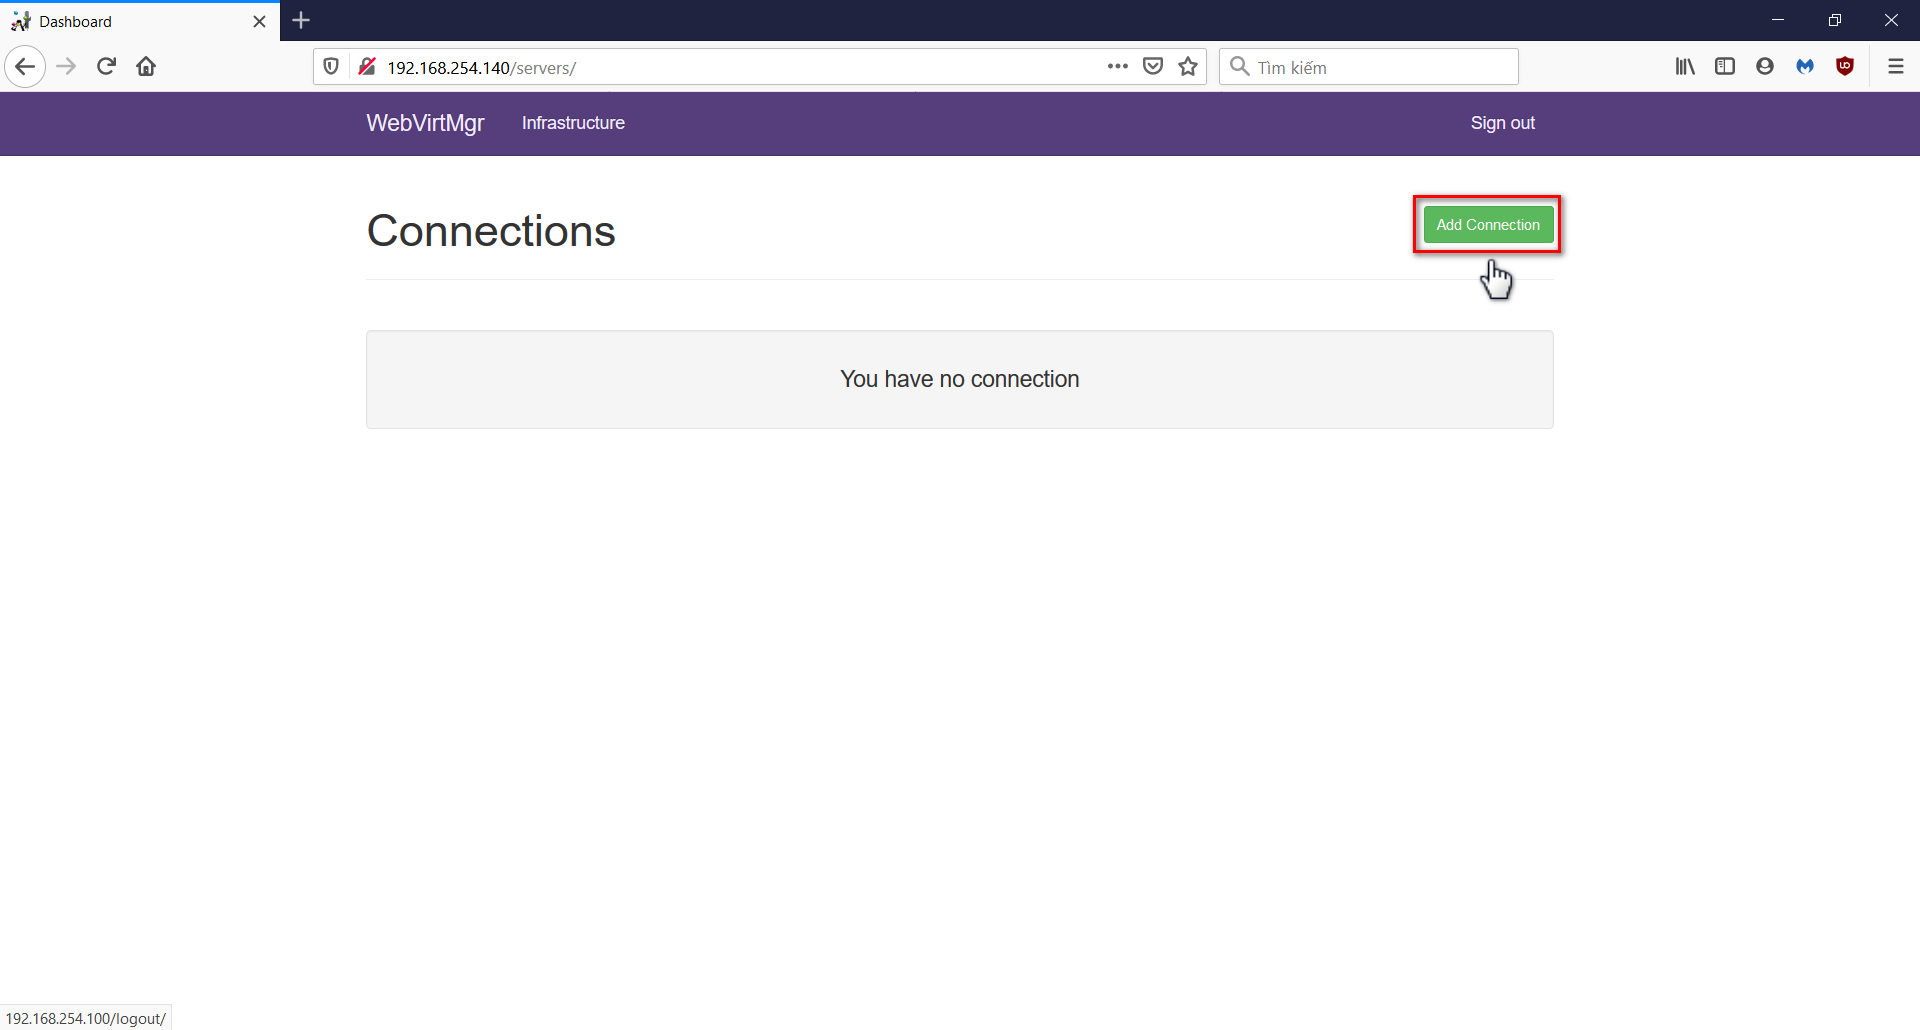 Dashboard
192.168.254.140/servers/
Tìm kiếm
WebVirtMgr
Infrastructure
Sign out
Connections
Add Connection
You have no connection
192.168.254.100/logout/